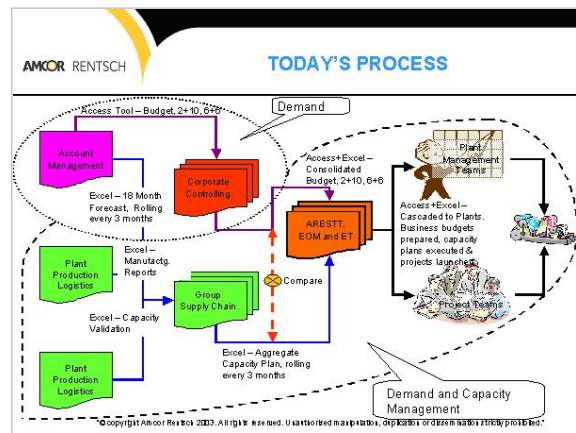 AMCOR RENTSCH
TODAY'S PROCESS
Access Tool – Budget, 2+10, 6+6
Demand
Account
Management
Excel – 18 Month
Forecast, Rolling
every 3 months
Corporate
Controlling
Access+Excel –
Consolidated
Budget, 2+10, 6+6
Plant
Management
Teams
ARESTT,
EOM and ET
Access+Excel –
Cascaded to Plants.
Business budgets
prepared, capacity
plans executed &
projects launched
Excel –
Manufactg.
Reports
Plant
Production
Logistics
Group
Supply Chain
Compare
Excel – Capacity
Validation
Project Teams
Plant
Production
Logistics
Excel – Aggregate
Capacity Plan, rolling
every 3 months
Demand and Capacity
Management
"©copyright Amcor Rentsch 2003. All rights reserved. Unauthorised manipulation, duplication or dissemination strictly prohibited."